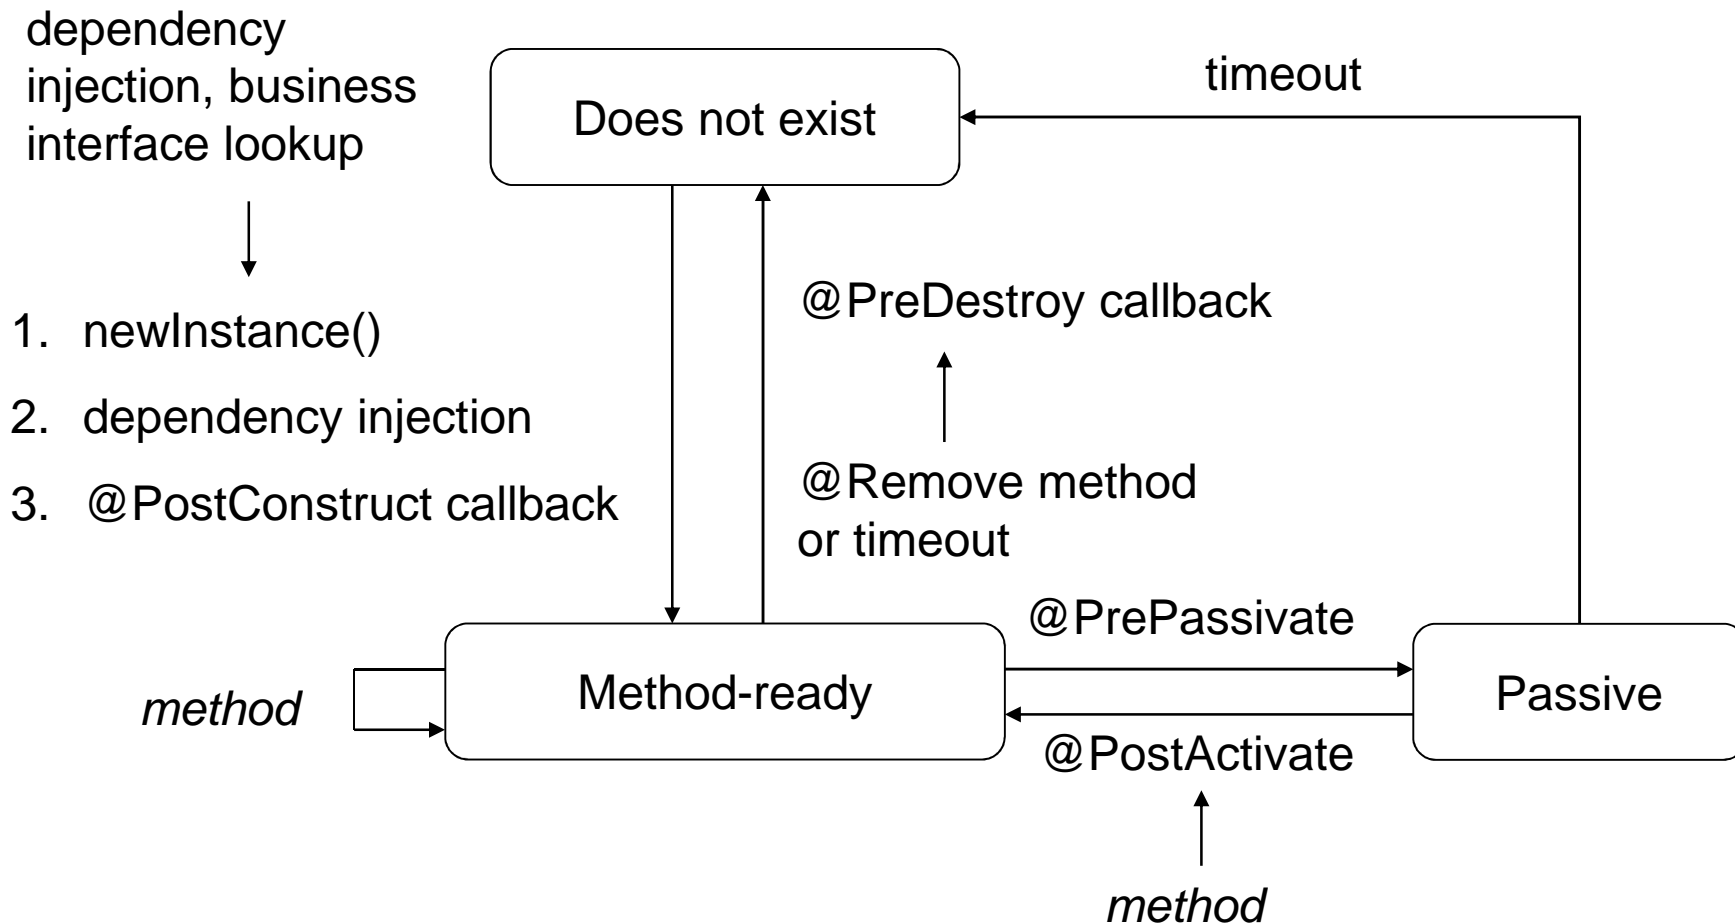 dependency
injection, business
interface lookup
Does not exist
timeout
1. newInstance()
2. dependency injection
3. @PostConstruct callback
@PreDestroy callback
@Remove method
or timeout
@PrePassivate
method
Method-ready
Passive
@PostActivate
method